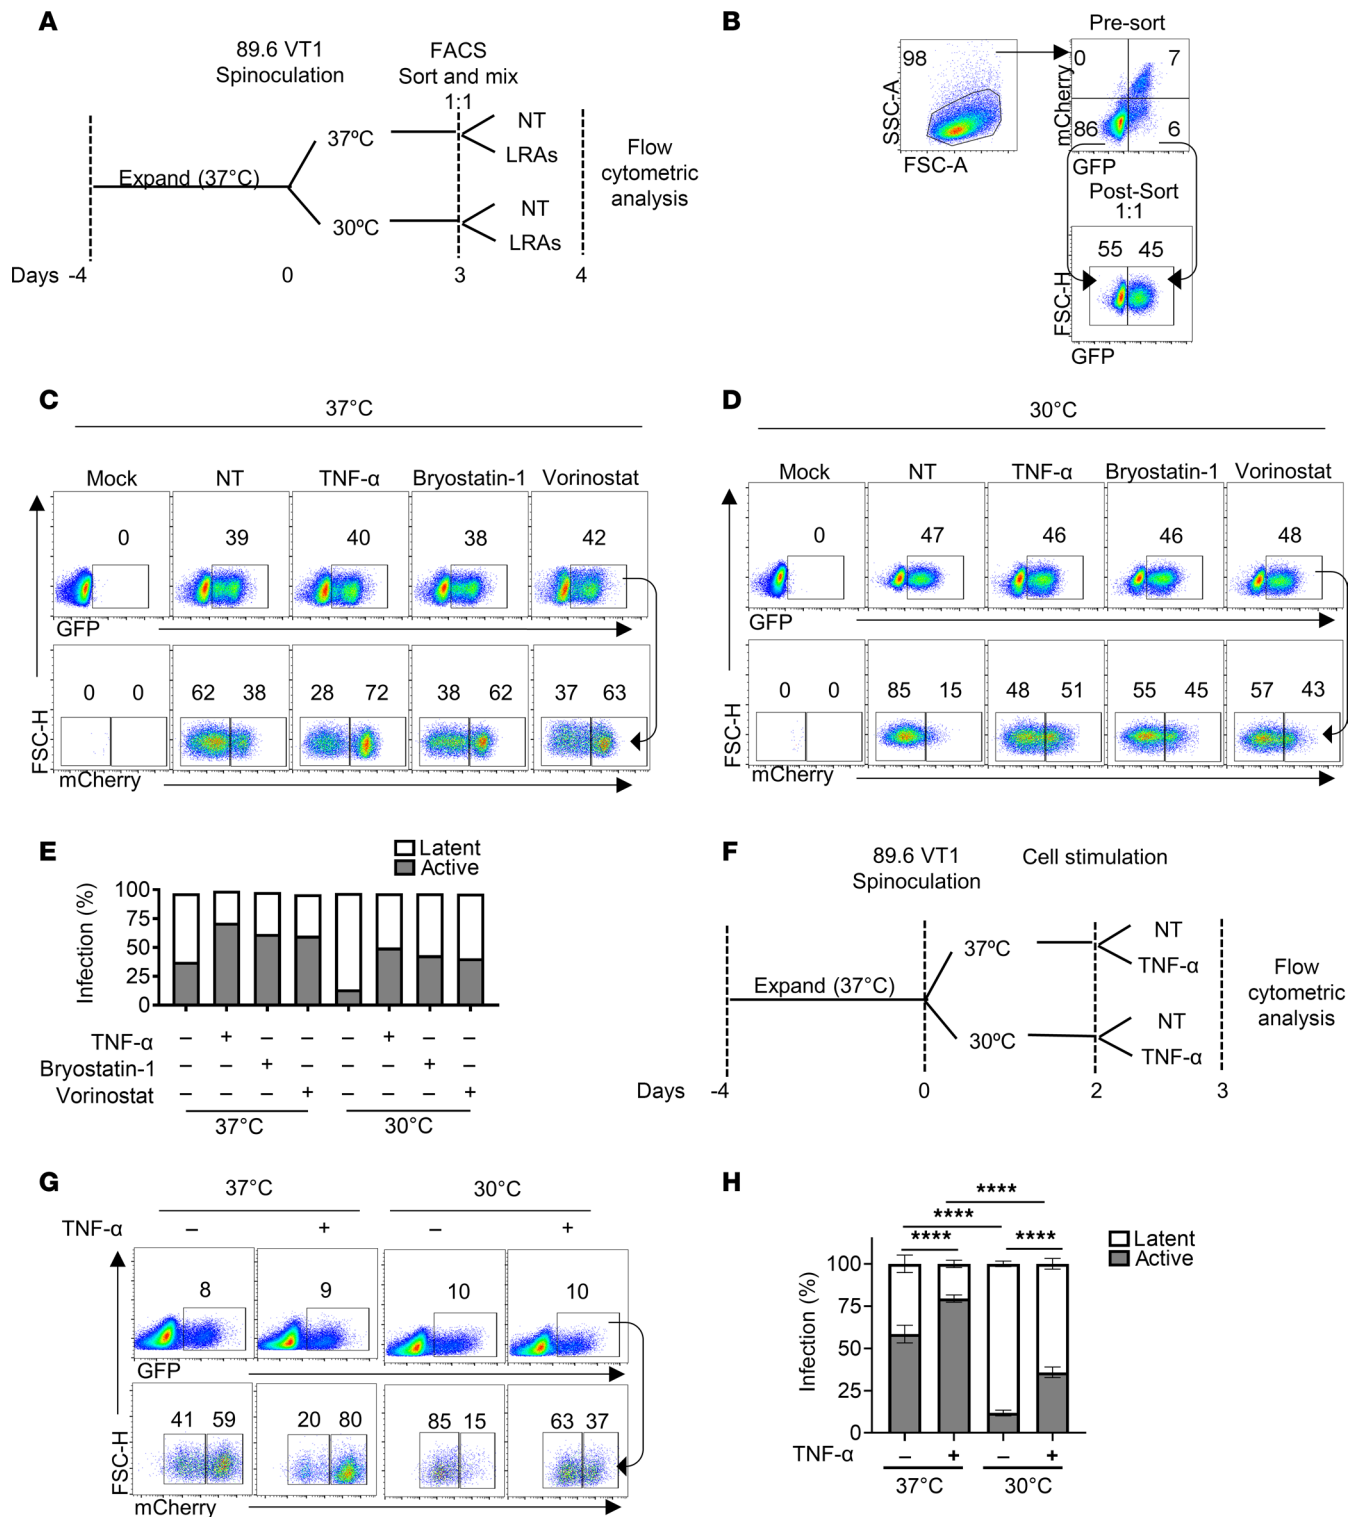 A
89.6 VT1
Spinoculation
FACS
Sort and mix
1:1
37ºC
NT
LRAs
Expand (37°C)
30ºC
NT
LRAs
Flow
cytometric
analysis
Days -4 0 3 4
B
Pre-sort
98
SSC-A
FSC-A
0 7
mCherry
86 6
GFP
Post-Sort
1:1
55 45
FSC-H
GFP
C
37°C
Mock NT TNF-α Bryostatin-1 Vorinostat
0 39 40 38 42
GFP
0 0 62 38 28 72 38 62 37 63
FSC-H
mCherry
D
30°C
Mock NT TNF-α Bryostatin-1 Vorinostat
0 47 46 46 48
GFP
0 0 85 15 48 51 55 45 57 43
FSC-H
mCherry
E
Latent
Active
Infection (%)
100
75
50
25
0
TNF-α – + – – – + – –
Bryostatin-1 – – + – – – + –
Vorinostat – – – + – – – +
37°C 30°C
F
89.6 VT1
Spinoculation
Cell stimulation
37ºC
NT
TNF-α
Expand (37°C)
30ºC
NT
TNF-α
Flow
cytometric
analysis
Days -4 0 2 3
G
37°C 30°C
TNF-α – + – +
8 9 10 10
GFP
41 59 20 80 85 15 63 37
FSC-H
mCherry
H
****
****
**** ****
Latent
Active
Infection (%)
100
75
50
25
0
TNF-α – + – +
37°C 30°C